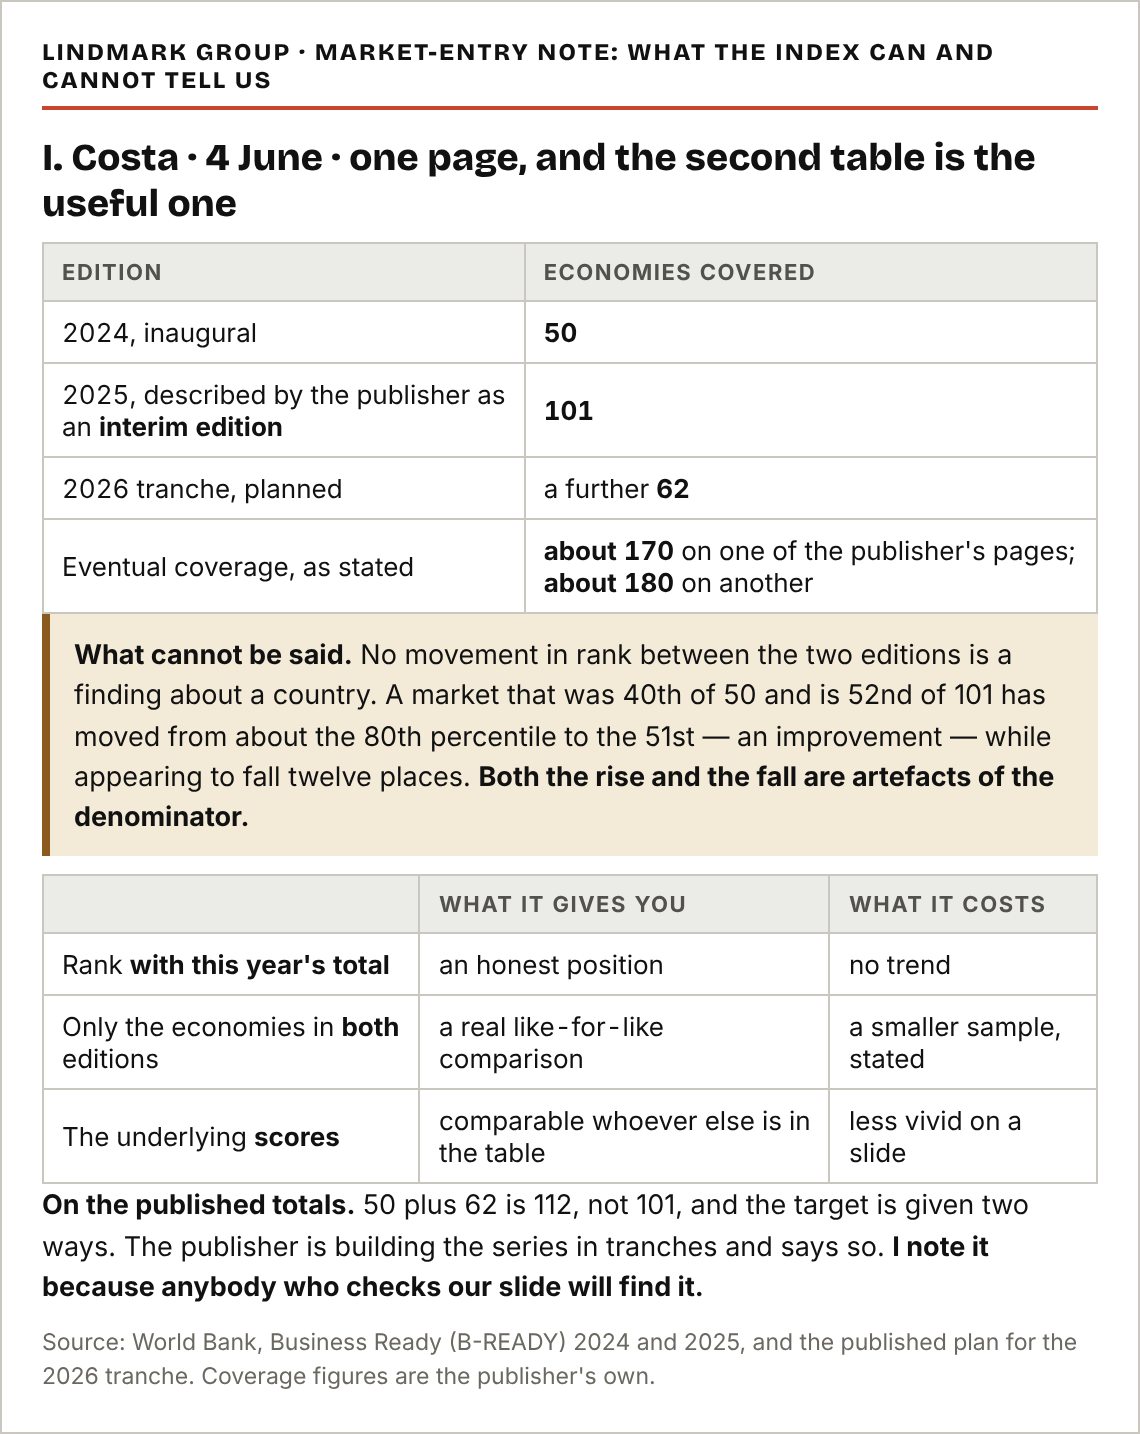 LINDMARK GROUP · MARKET-ENTRY NOTE: WHAT THE INDEX CAN AND
CANNOT TELL US
I. Costa · 4 June · one page, and the second table is the
useful one
EDITION
ECONOMIES COVERED
2024, inaugural
50
2025, described by the publisher as
an interim edition
101
2026 tranche, planned
a further 62
Eventual coverage, as stated
about 170 on one of the publisher's pages;
about 180 on another
What cannot be said. No movement in rank between the two editions is a
finding about a country. A market that was 40th of 50 and is 52nd of 101 has
moved from about the 80th percentile to the 51st — an improvement — while
appearing to fall twelve places. Both the rise and the fall are artefacts of the
denominator.
WHAT IT GIVES YOU
WHAT IT COSTS
Rank with this year's total
an honest position
no trend
Only the economies in both
editions
a real like-for-like
comparison
a smaller sample,
stated
The underlying scores
comparable whoever else is in
the table
less vivid on a
slide
On the published totals. 50 plus 62 is 112, not 101, and the target is given two
ways. The publisher is building the series in tranches and says so. I note it
because anybody who checks our slide will find it.
Source: World Bank, Business Ready (B-READY) 2024 and 2025, and the published plan for the
2026 tranche. Coverage figures are the publisher's own.